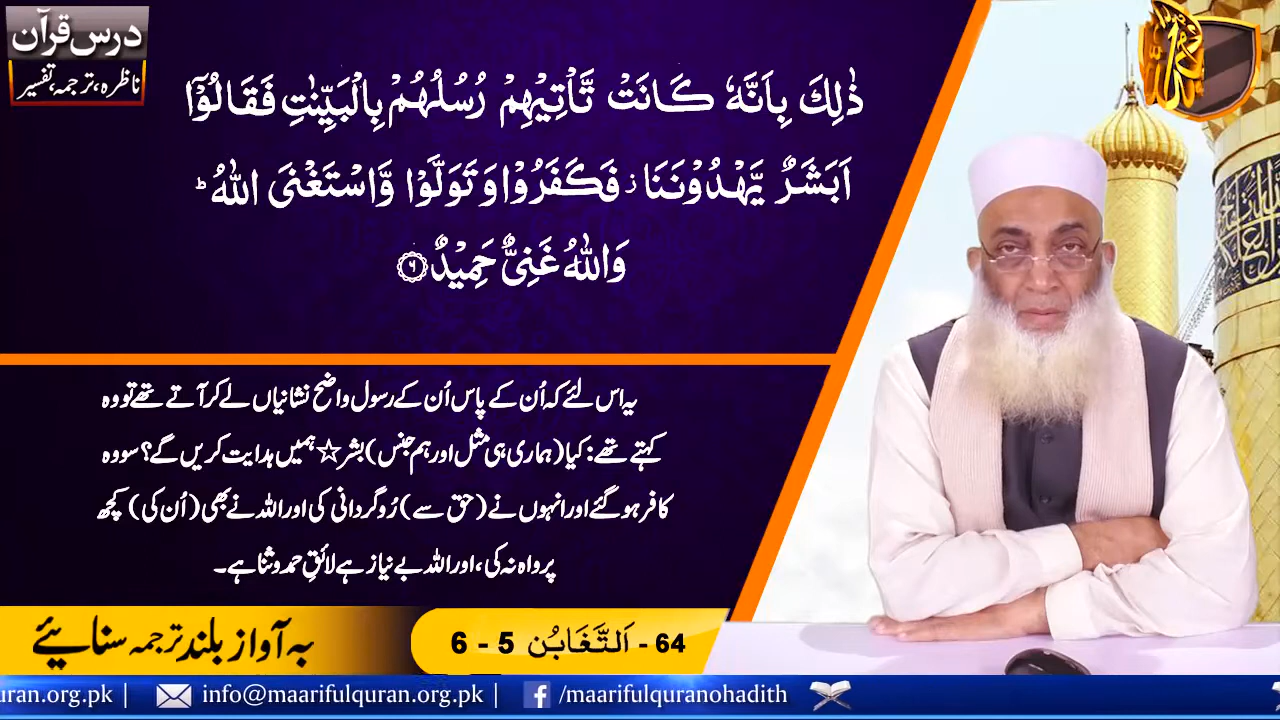 درس قرآن
ناظرہ، ترجمہ، تفسیر
ذٰلِكَ بِاَنَّهٗ كَانَتْ تَّاْتِيْهِمْ رُسُلُهُمْ بِالْبَيِّنٰتِ فَقَالُوْۤا
اَبَشَرٌ يَّهْدُوْنَنَا ز فَكَفَرُوْا وَ تَوَلَّوْا وَّاسْتَغْنَى اللّٰهُ ط
وَاللّٰهُ غَنِىٌّ حَمِيْدٌ ۶
یہ اس لئے کہ اُن کے پاس اُن کے رسول واضح نشانیاں لے کر آتے تھے تو وہ
کہتے تھے: کیا (ہماری ہی مثل اور ہم جنس) بشر☆ ہمیں ہدایت کریں گے؟ سو وہ
کافر ہوگئے اور انہوں نے (حق سے) رُوگردانی کی اور اللہ نے بھی (اُن کی) کچھ
پرواہ نہ کی، اور اللہ بے نیاز ہے لائقِ حمد و ثنا ہے۔
بہ آواز بلند ترجمہ سنائیے
64 - اَلتَّغَابُن 5 - 6
uran.org.pk | info@maarifulquran.org.pk | /maarifulquranohadith